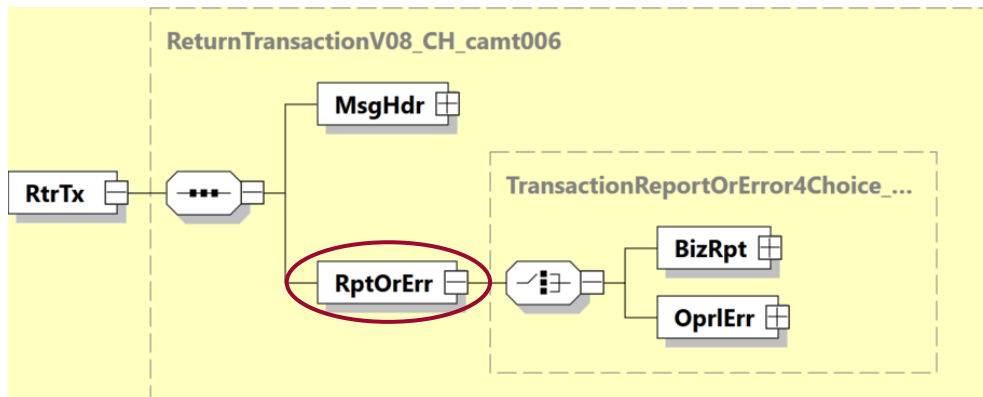 ReturnTransactionV08_CH_camt006
MsgHdr
RtrTx
TransactionReportOrError4Choice_...
BizRpt
RptOrErr
OprlErr